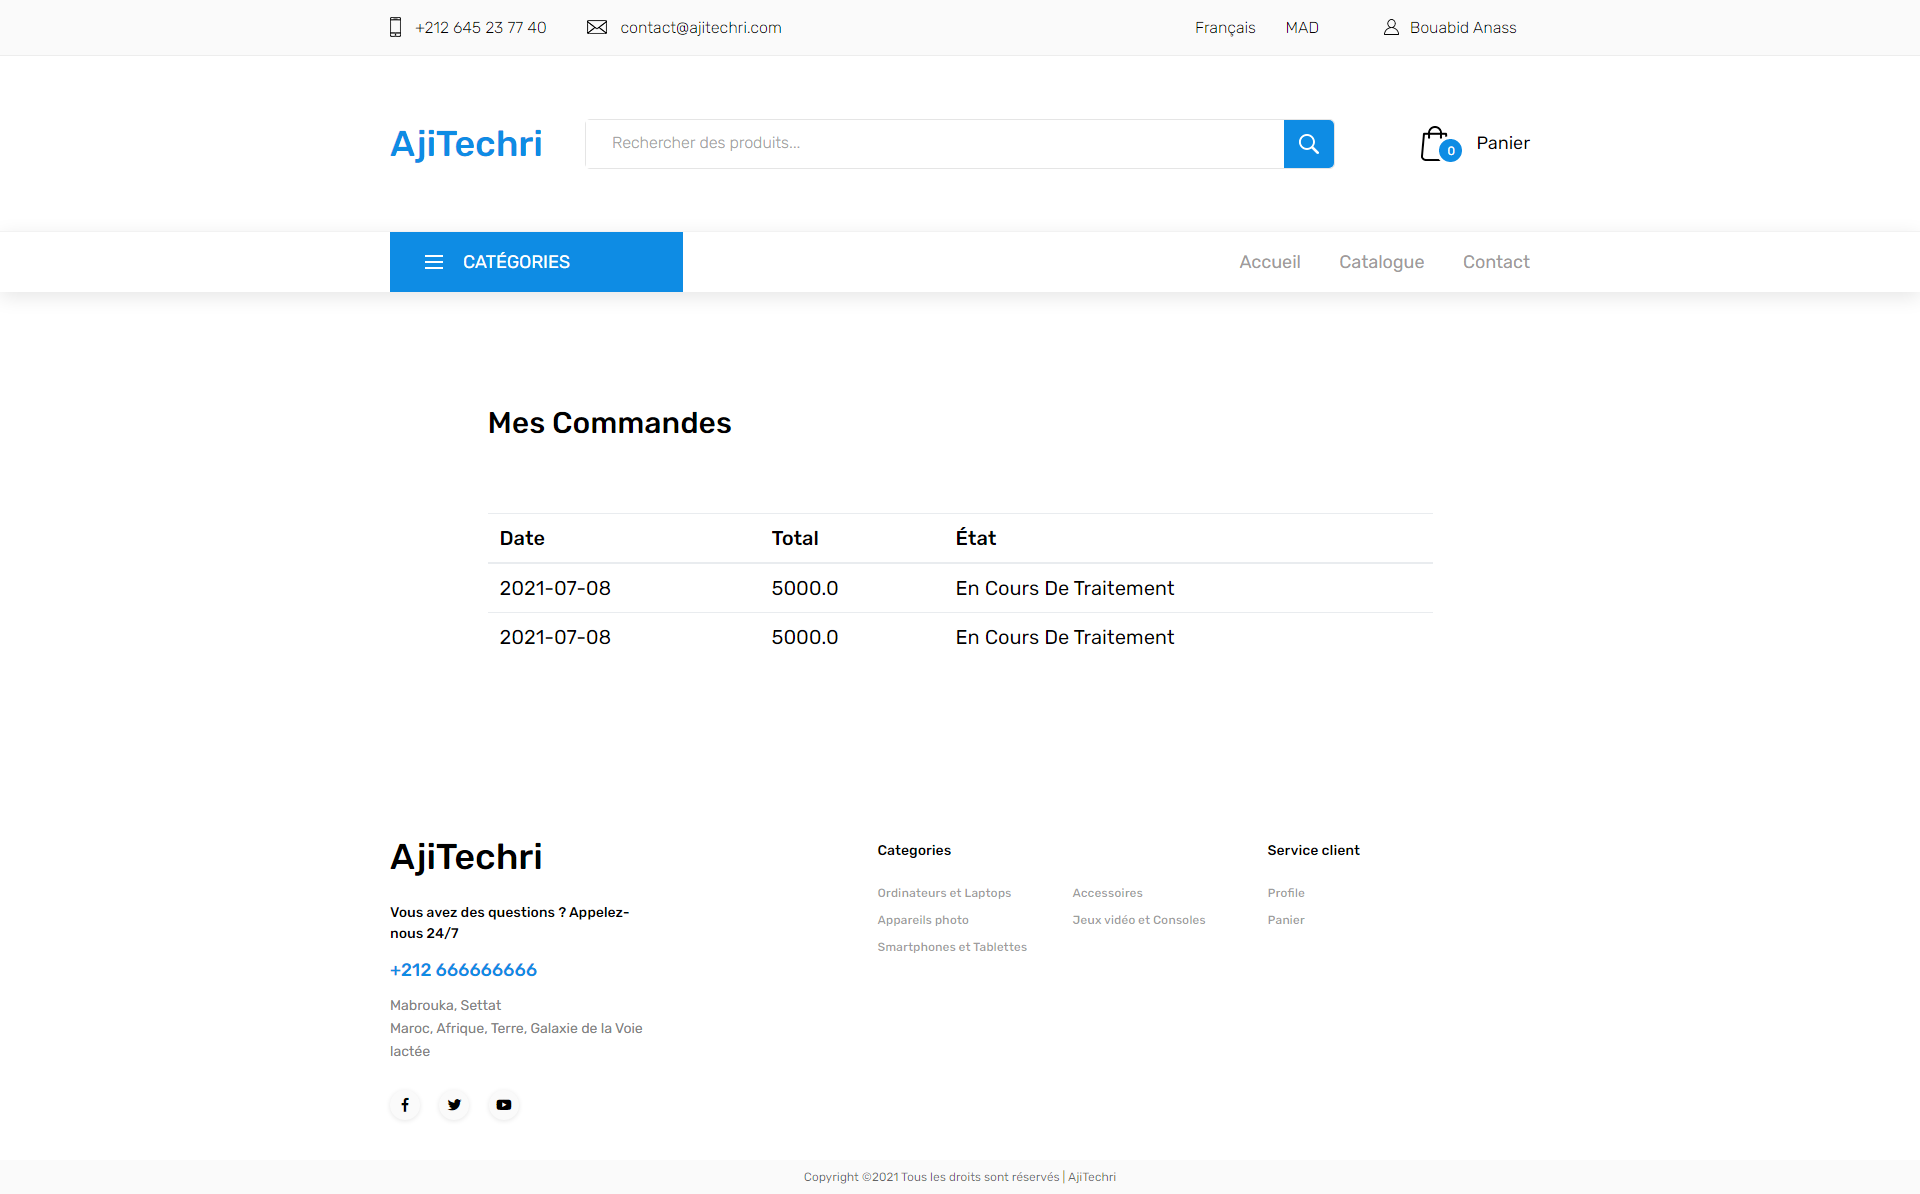 +212 645 23 77 40 contact@ajitechri.com Français MAD Bouabid Anass
AjiTechri Rechercher des produits... 0 Panier
CATÉGORIES Accueil Catalogue Contact
Mes Commandes
Date Total État
2021-07-08 5000.0 En Cours De Traitement
2021-07-08 5000.0 En Cours De Traitement
AjiTechri
Vous avez des questions ? Appelez-
nous 24/7
+212 666666666
Mabrouka, Settat
Maroc, Afrique, Terre, Galaxie de la Voie
lactée
Categories
Ordinateurs et Laptops
Appareils photo
Smartphones et Tablettes
Accessoires
Jeux vidéo et Consoles
Service client
Profile
Panier
Copyright ©2021 Tous les droits sont réservés | AjiTechri